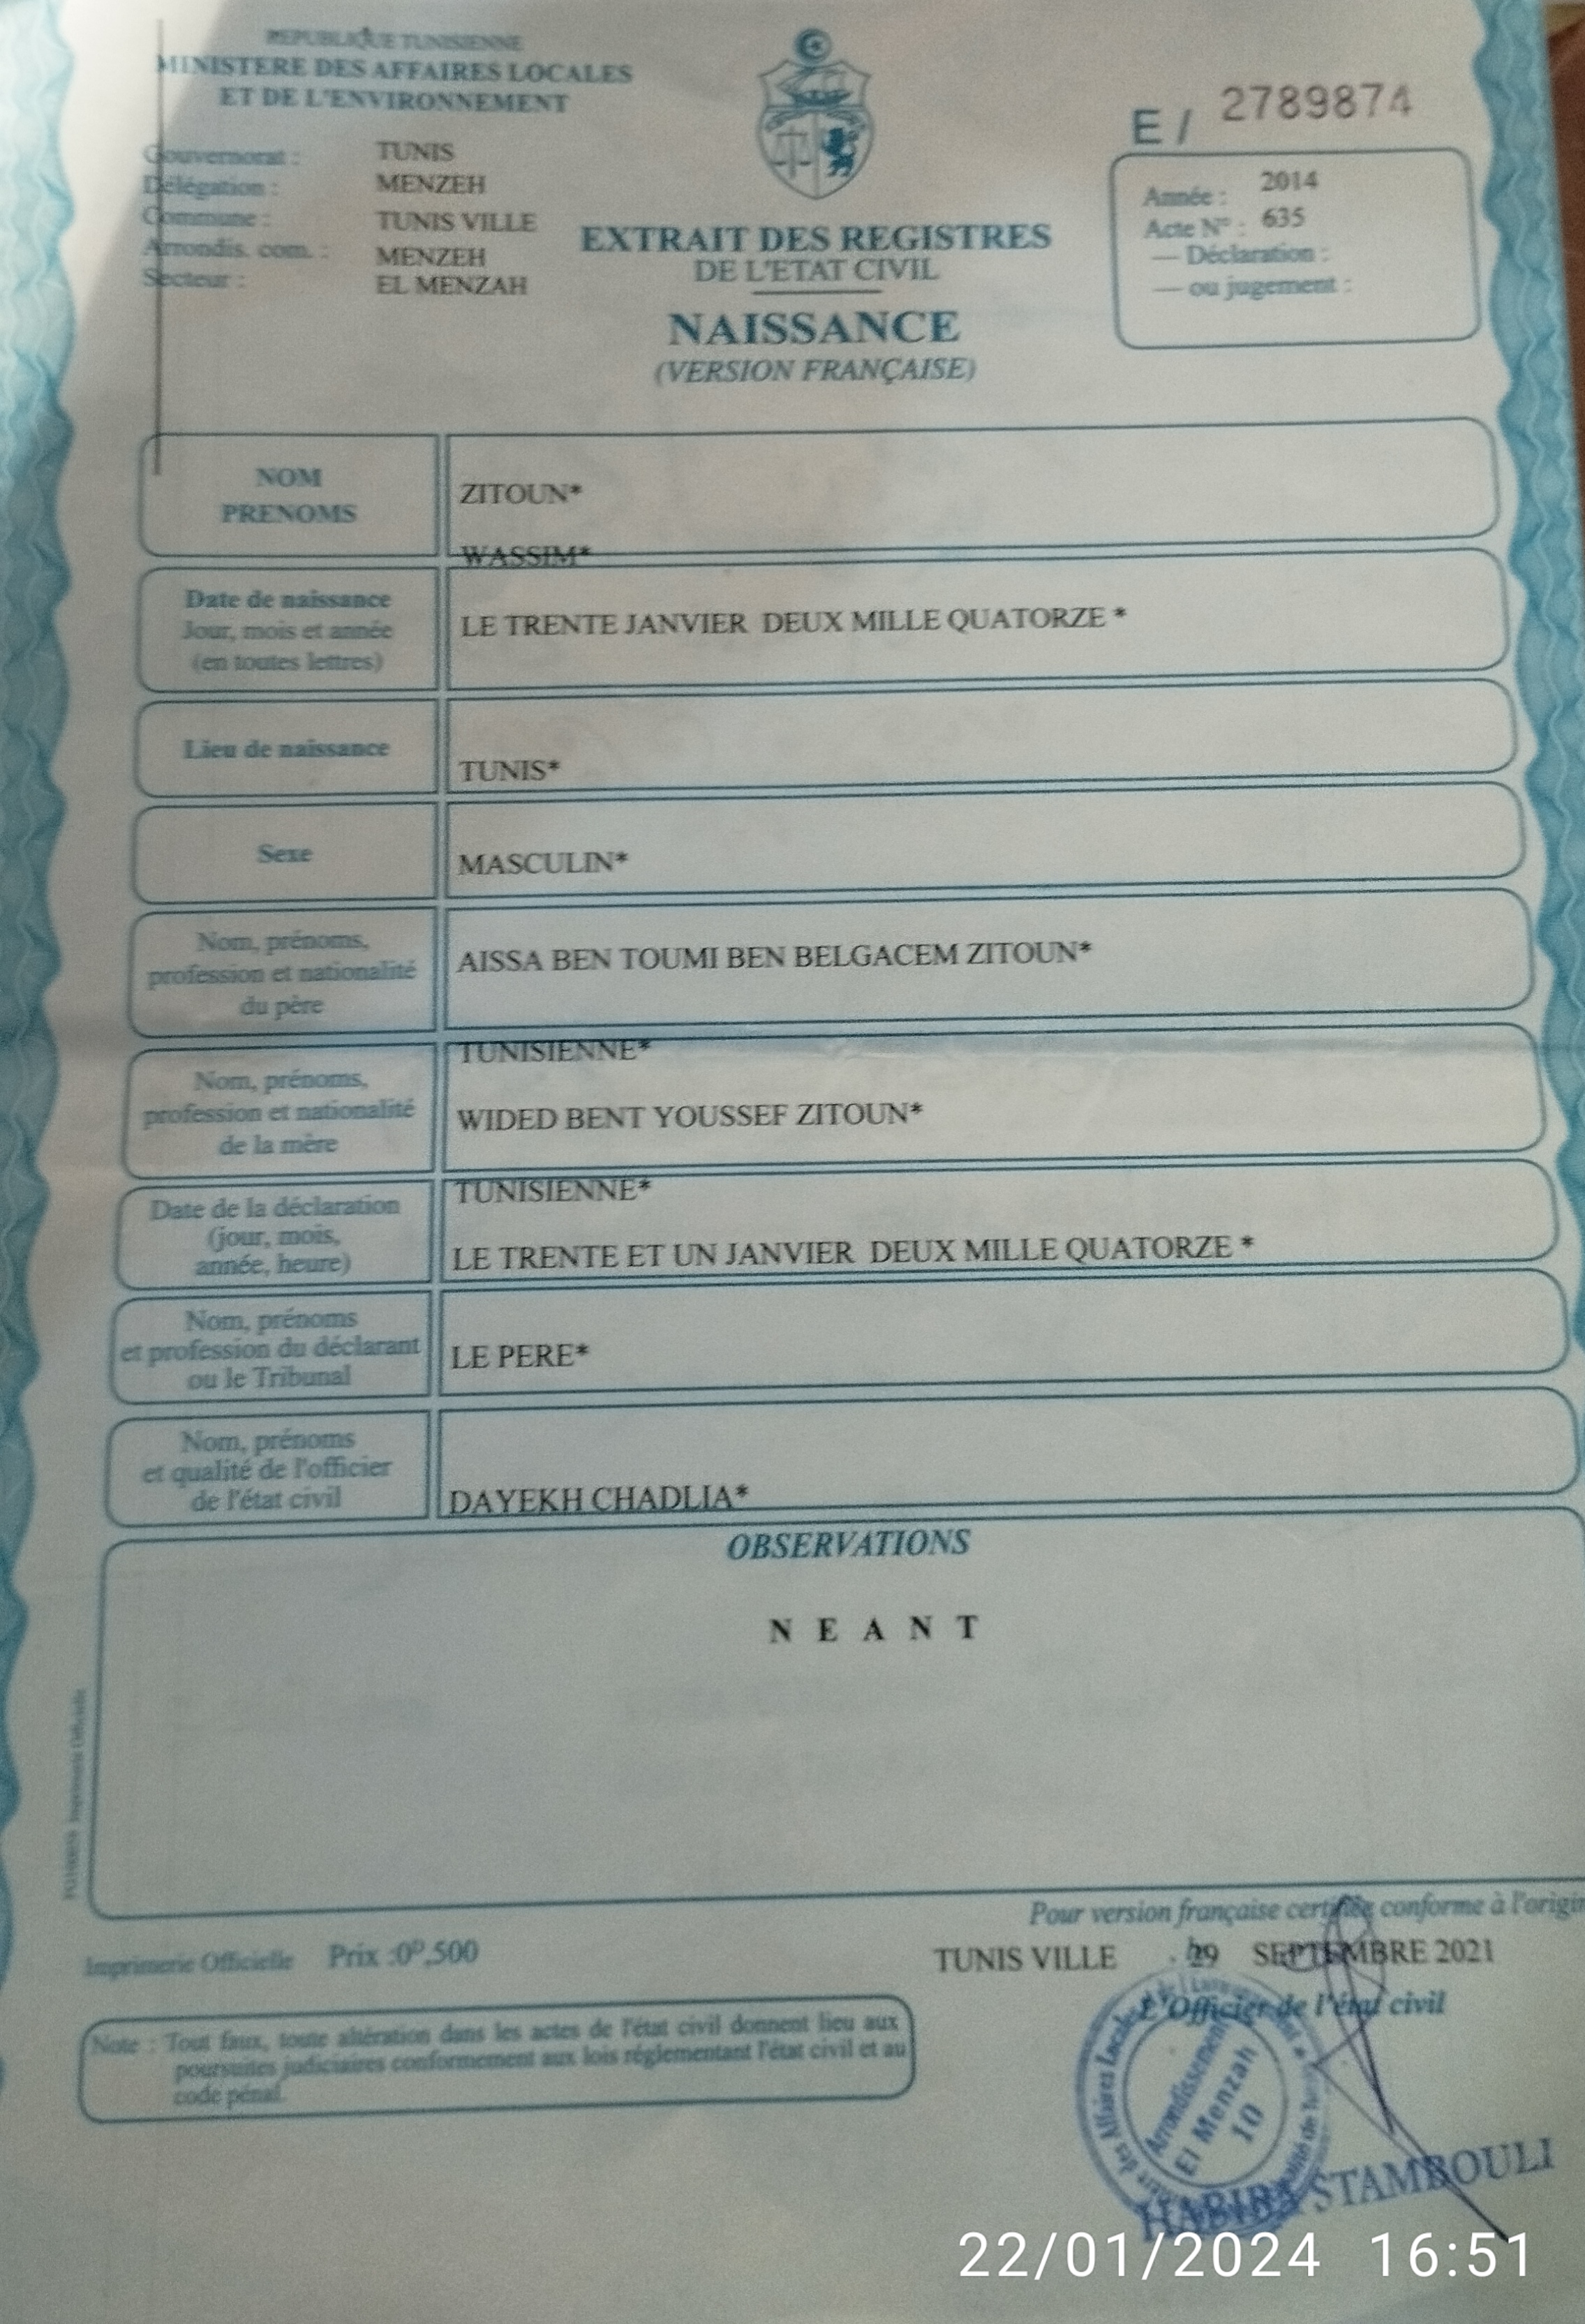 REPUBLIQUE TUNISIENNE
MINISTERE DES AFFAIRES LOCALES
ET DE L'ENVIRONNEMENT
Gouvernorat : TUNIS
Délégation : MENZEH
Commune : TUNIS VILLE
Arrondis. com. : MENZEH
Secteur : EL MENZAH
EXTRAIT DES REGISTRES
DE L'ETAT CIVIL
NAISSANCE
(VERSION FRANÇAISE)
E / 2789874
Année : 2014
Acte N° : 635
— Déclaration :
— ou jugement :
NOM
PRENOMS
ZITOUN*
WASSIM*
Date de naissance
Jour, mois et année
(en toutes lettres)
LE TRENTE JANVIER DEUX MILLE QUATORZE *
Lieu de naissance
TUNIS*
Sexe
MASCULIN*
Nom, prénoms,
profession et nationalité
du père
AISSA BEN TOUMI BEN BELGACEM ZITOUN*
TUNISIENNE*
Nom, prénoms,
profession et nationalité
de la mère
WIDED BENT YOUSSEF ZITOUN*
TUNISIENNE*
Date de la déclaration
(jour, mois,
année, heure)
LE TRENTE ET UN JANVIER DEUX MILLE QUATORZE *
Nom, prénoms
et profession du déclarant
ou le Tribunal
LE PERE*
Nom, prénoms
et qualité de l'officier
de l'état civil
DAYEKH CHADLIA*
OBSERVATIONS
N E A N T
Imprimerie Officielle
Pour version française certifiée conforme à l'origin
Imprimerie Officielle Prix :0ᴰ,500
TUNIS VILLE SEPTEMBRE 2021
L'Officier de l'état civil
Note : Tout faux, toute altération dans les actes de l'état civil donnent lieu aux
poursuites judiciaires conformement aux lois réglementant l'état civil et au
code pénal.
des Affaires Locales
Arrondissement
El Menzah
10
HABIBA STAMBOULI
22/01/2024 16:51